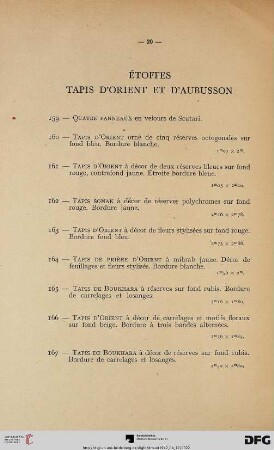 — 20 —
ÉTOFFES
TAPIS D'ORIENT ET D'AUBUSSON
159 — QUATRE PANNEAUX en velours de Scutari.
160 — TAPIS D'ORIENT orné de cinq réserves octogonales sur
fond bleu. Bordure blanche.
161 — TAPIS D'ORIENT à décor de deux réserves bleues sur fond
rouge, contrefond jaune. Étroite bordure bleue.
162 — TAPIS SOMAK à décor de réserves polychromes sur fond
rouge. Bordure jaune.
163 — TAPIS D'ORIENT à décor de fleurs stylisées sur fond rouge.
Bordure fond bleu.
164 — TAPIS DE PRIÈRE D'ORIENT à mihrab jaune. Décor de
feuillages et fleurs stylisés. Bordure blanche.
165 — TAPIS DE BOUKHARA à réserves sur fond rubis. Bordure
de carrelages et losanges.
166 — TAPIS D'ORIENT à décor de carrelages et motifs floraux
sur fond beige. Bordure à trois bandes alternées.
167 — TAPIS DE BOUKHARA à décor de réserves sur fond rubis.
Bordure de carrelages et losanges.
DFG